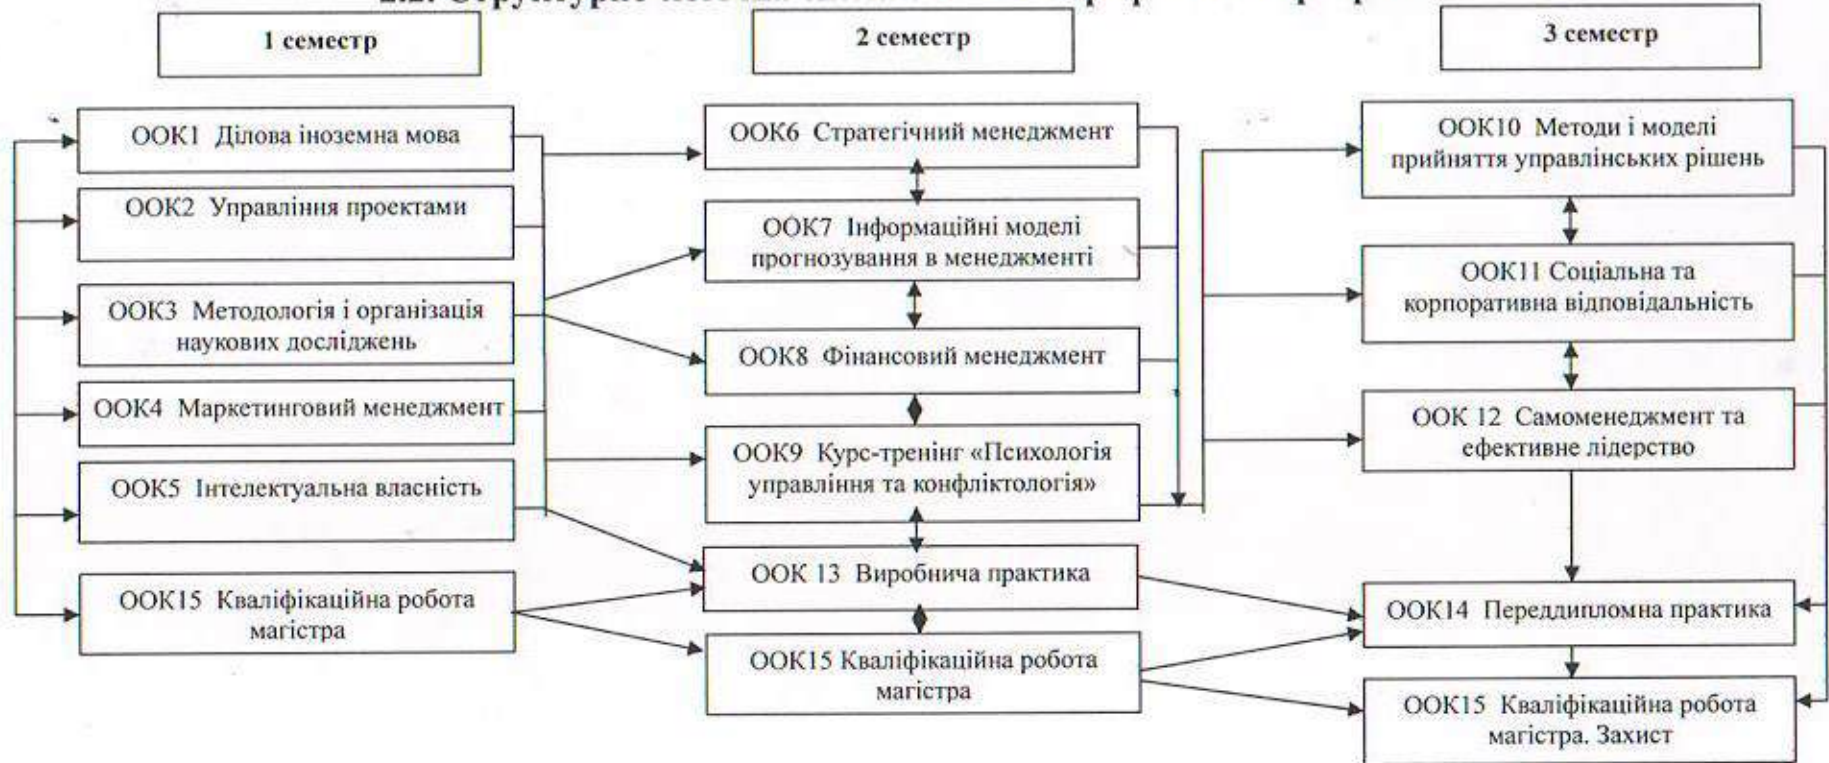 1 семестр
2 семестр
3 семестр
ООК1 Ділова іноземна мова
ООК2 Управління проектами
ООК3 Методологія і організація
наукових досліджень
ООК4 Маркетинговий менеджмент
ООК5 Інтелектуальна власність
ООК15 Кваліфікаційна робота
магістра
ООК6 Стратегічний менеджмент
ООК7 Інформаційні моделі
прогнозування в менеджменті
ООК8 Фінансовий менеджмент
ООК9 Курс-тренінг «Психологія
управління та конфліктологія»
ООК 13 Виробнича практика
ООК15 Кваліфікаційна робота
магістра
ООК10 Методи і моделі
прийняття управлінських рішень
ООК11 Соціальна та
корпоративна відповідальність
ООК 12 Самоменеджмент та
ефективне лідерство
ООК14 Переддипломна практика
ООК15 Кваліфікаційна робота
магістра. Захист